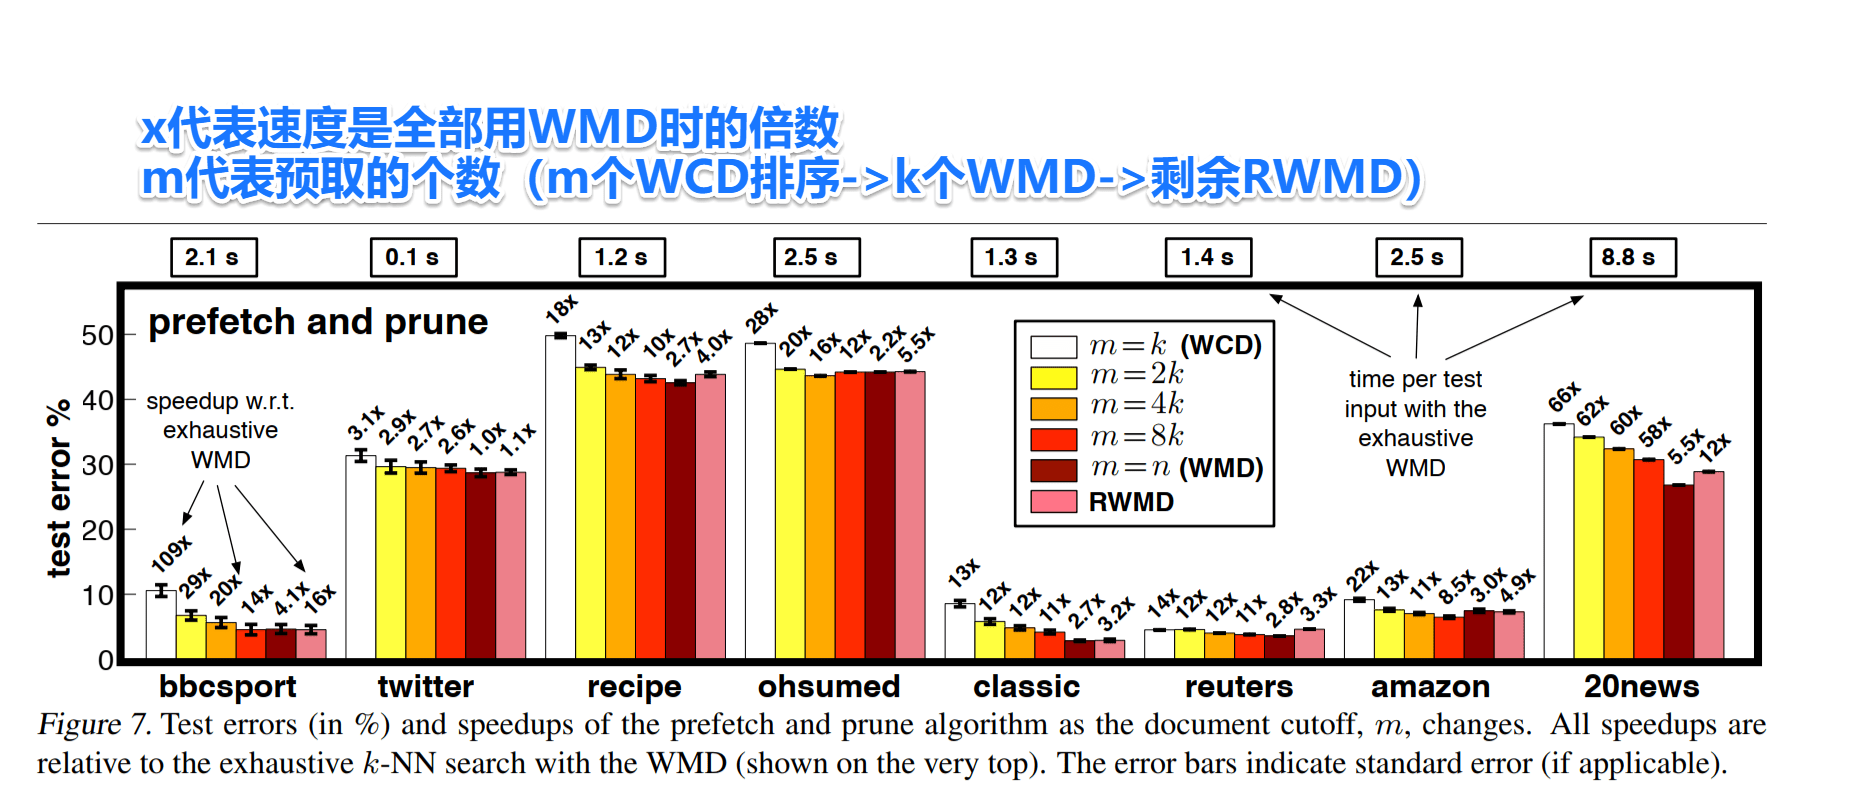 x代表速度是全部用WMD时的倍数
m代表预取的个数（m个WCD排序->k个WMD->剩余RWMD）
2.1 s 0.1 s 1.2 s 2.5 s 1.3 s 1.4 s 2.5 s 8.8 s
prefetch and prune
test error %
50
40
30
20
10
0
speedup w.r.t.
exhaustive
WMD
109x 29x 20x 14x 4.1x 16x
3.1x 2.9x 2.7x 2.6x 1.0x 1.1x
18x 13x 12x 10x 2.7x 4.0x
28x 20x 16x 12x 2.2x 5.5x
13x 12x 12x 11x 2.7x 3.2x
14x 12x 12x 11x 2.8x 3.3x
22x 13x 11x 8.5x 3.0x 4.9x
66x 62x 60x 58x 5.5x 12x
m=k (WCD)
m=2k
m=4k
m=8k
m=n (WMD)
RWMD
time per test
input with the
exhaustive
WMD
bbcsport twitter recipe ohsumed classic reuters amazon 20news
Figure 7. Test errors (in %) and speedups of the prefetch and prune algorithm as the document cutoff, m, changes. All speedups are
relative to the exhaustive k-NN search with the WMD (shown on the very top). The error bars indicate standard error (if applicable).